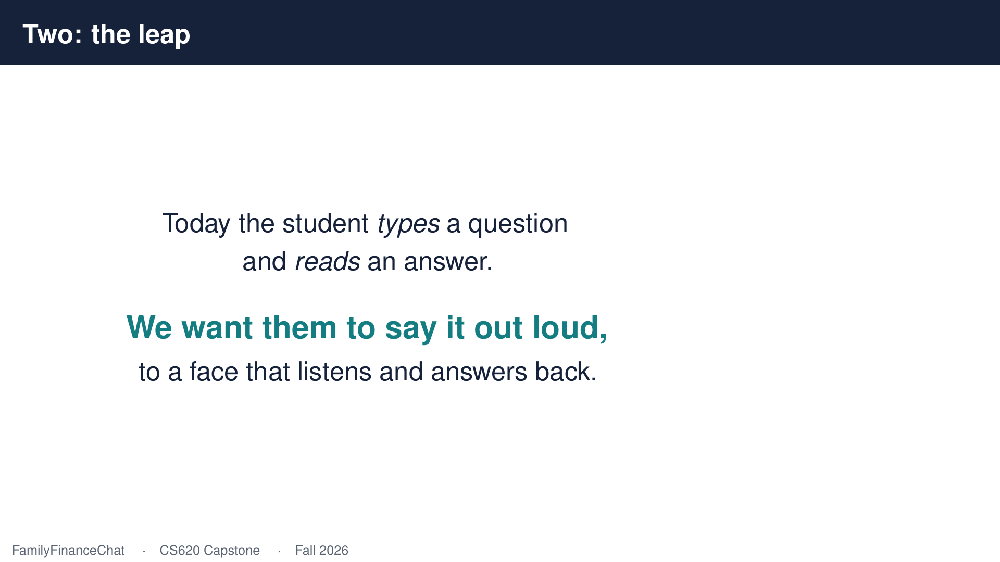 Two: the leap
Today the student types a question
and reads an answer.
We want them to say it out loud,
to a face that listens and answers back.
FamilyFinanceChat · CS620 Capstone · Fall 2026